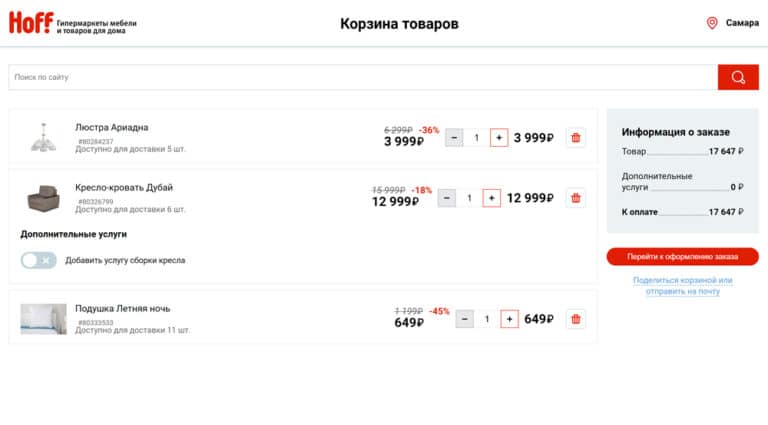 Hoff Гипермаркеты мебели
и товаров для дома
Корзина товаров
Самара
Поиск по сайту
Люстра Ариадна
#80284237
Доступно для доставки 5 шт.
6 299₽ -36%
3 999₽
− 1 +
3 999₽
Кресло-кровать Дубай
#80326799
Доступно для доставки 6 шт.
15 999₽ -18%
12 999₽
− 1 +
12 999₽
Дополнительные услуги
Добавить услугу сборки кресла
Подушка Летняя ночь
#80333533
Доступно для доставки 11 шт.
1 199₽ -45%
649₽
− 1 +
649₽
Информация о заказе
Товар 17 647 ₽
Дополнительные
услуги 0 ₽
К оплате 17 647 ₽
Перейти к оформлению заказа
Поделиться корзиной или
отправить на почту